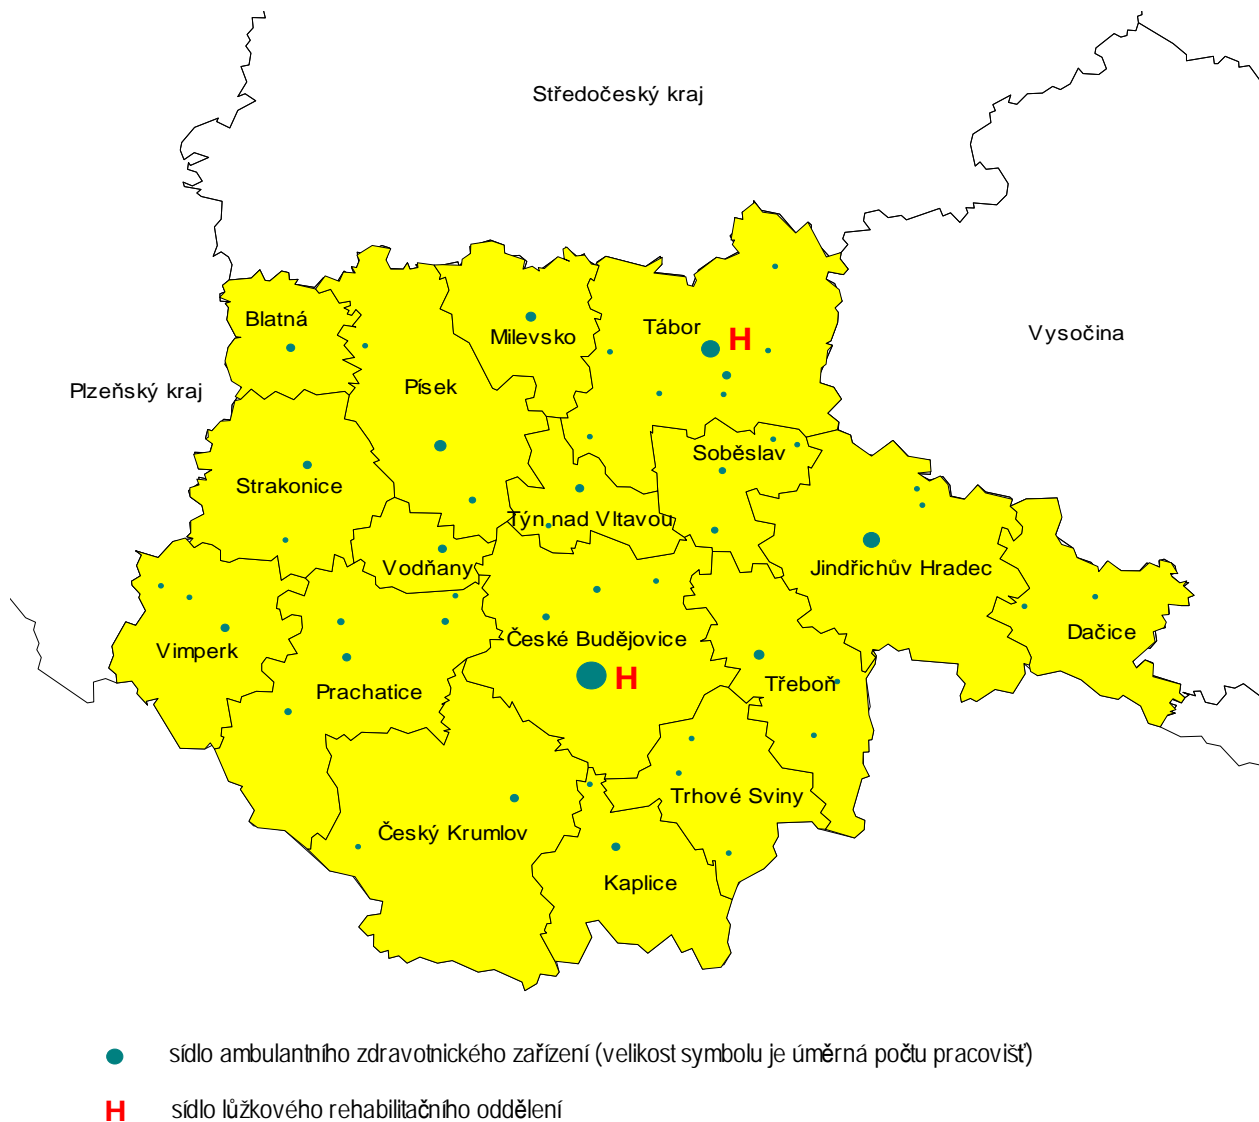 Středočeský kraj
Blatná
Milevsko
Tábor
H
Vysočina
Plzeňský kraj
Písek
Soběslav
Strakonice
Týn nad Vltavou
Vodňany
Jindřichův Hradec
Vimperk
České Budějovice
Dačice
H
Prachatice
Třeboň
Trhové Sviny
Český Krumlov
Kaplice
sídlo ambulantního zdravotnického zařízení (velikost symbolu je úměrná počtu pracovišť)
H sídlo lůžkového rehabilitačního oddělení